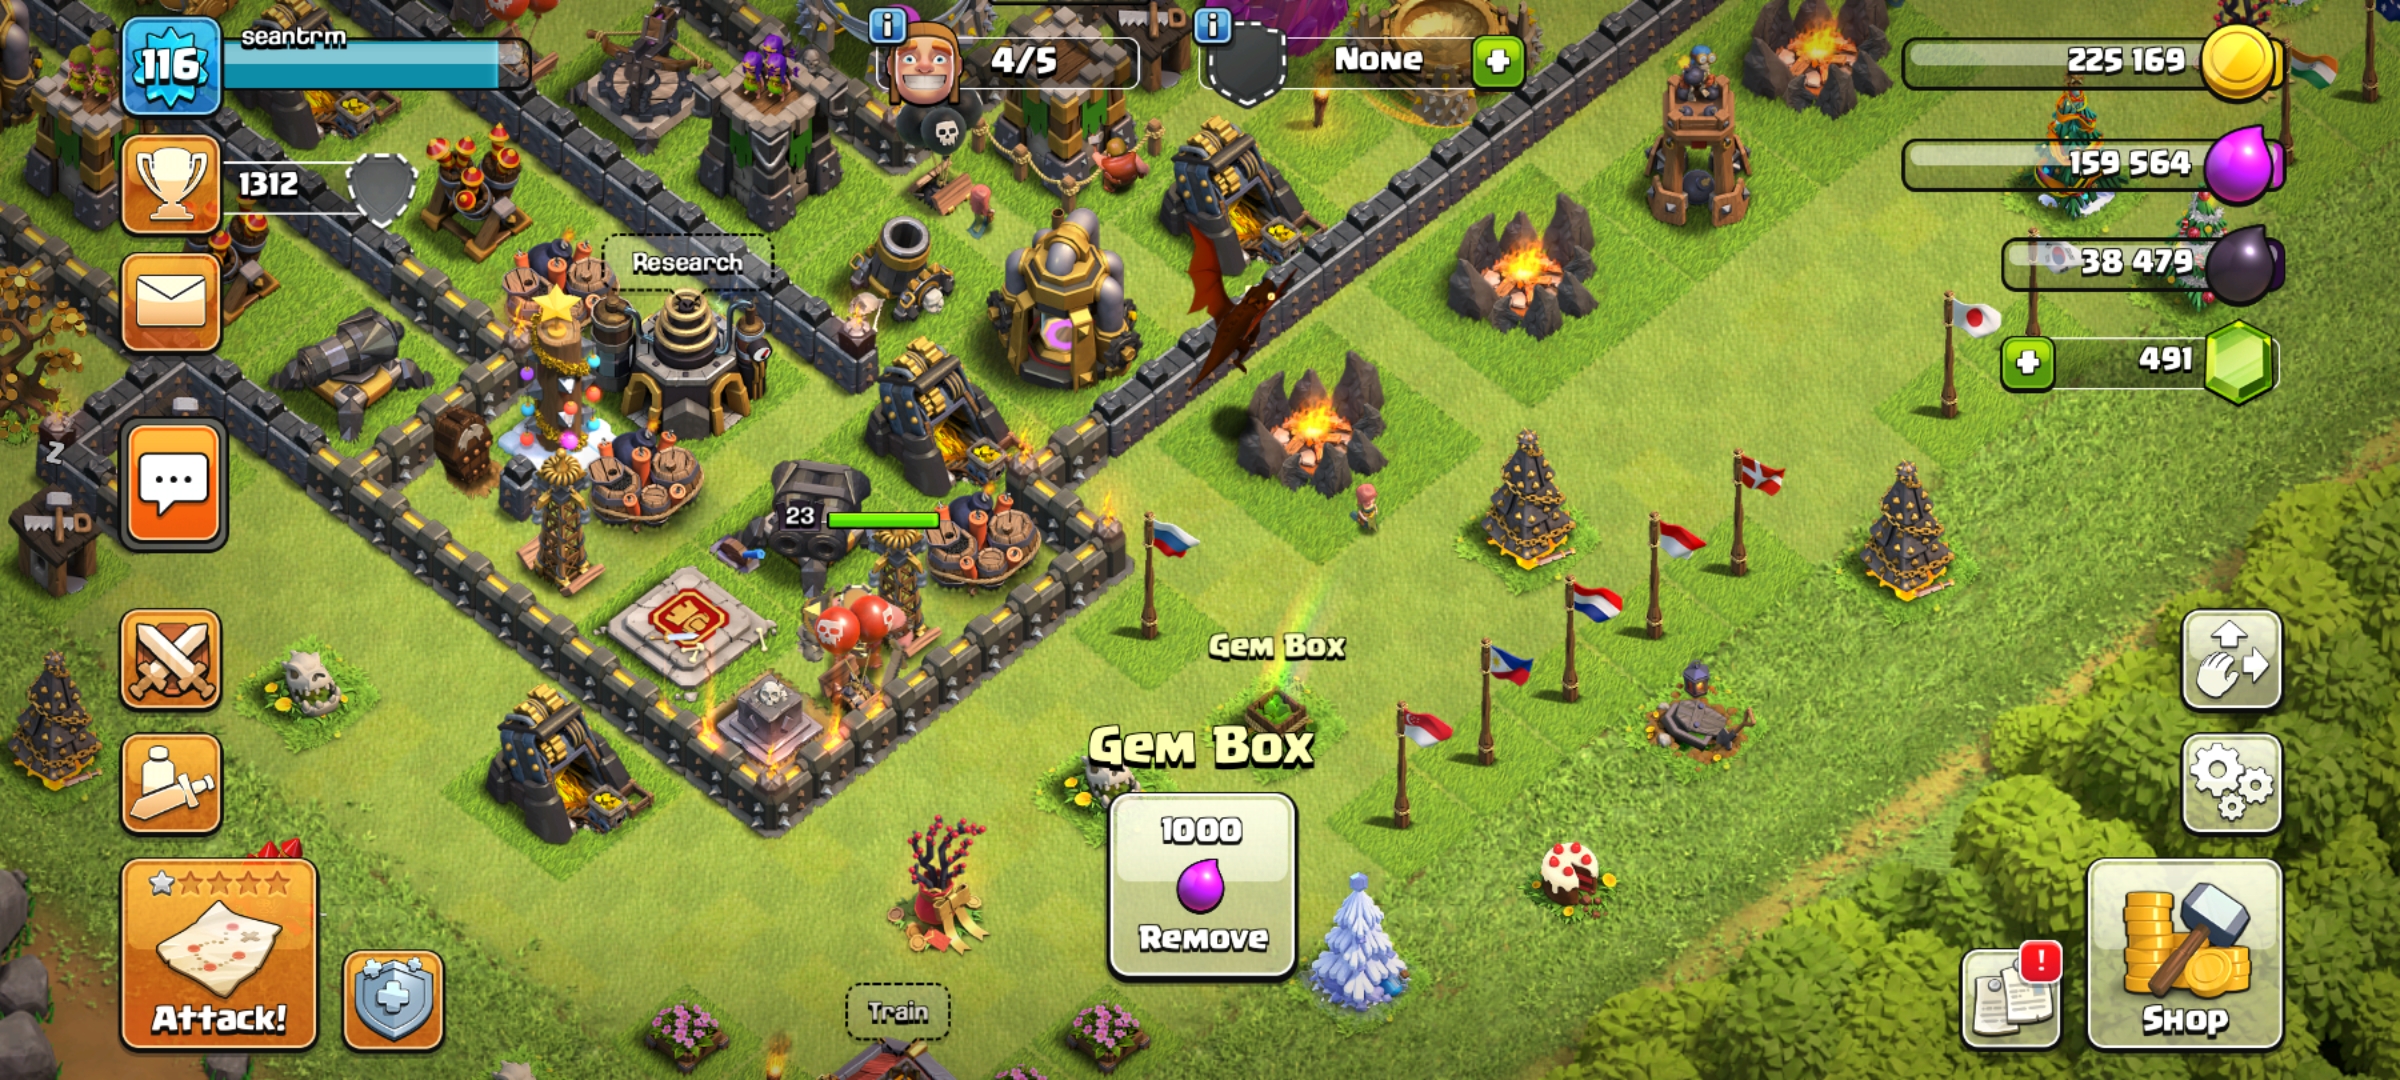 116
seantrm
4/5
None
225 169
1312
159 564
Research
38 479
491
Z
23
Gem Box
Gem Box
1000
Remove
Attack!
Train
!
Shop